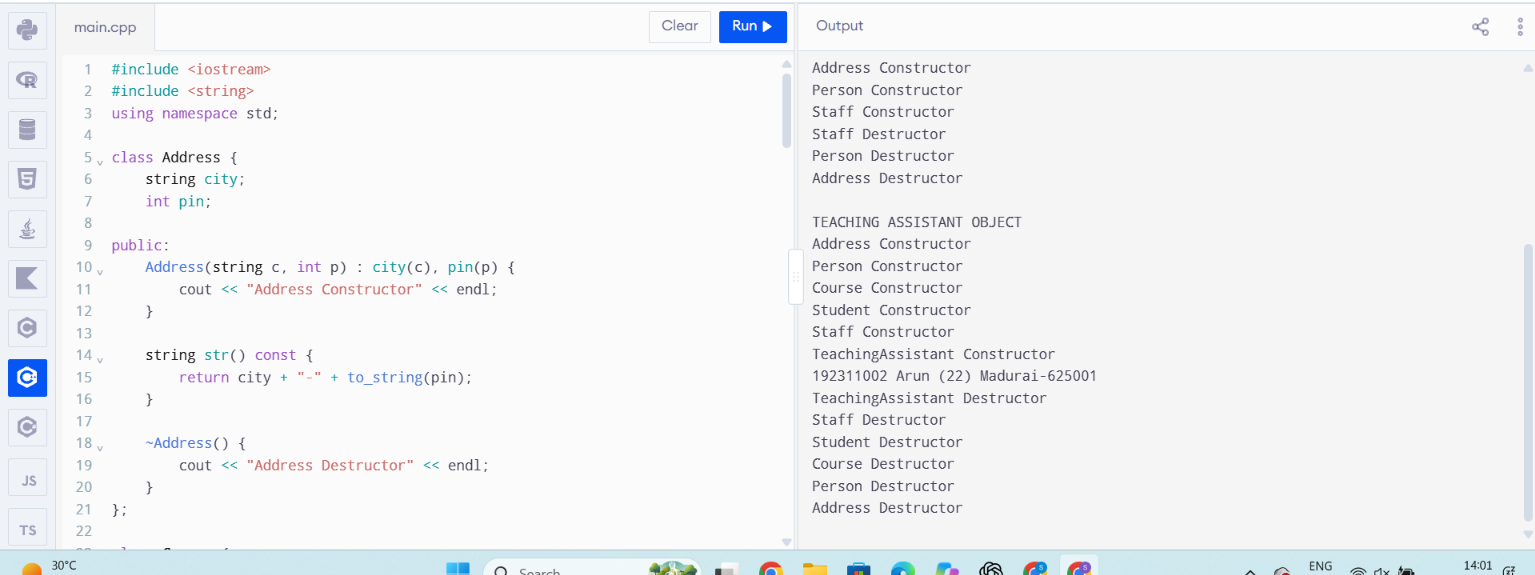 main.cpp
Clear
Run
Output
1 #include <iostream>
2 #include <string>
3 using namespace std;
4
5 class Address {
6 string city;
7 int pin;
8
9 public:
10 Address(string c, int p) : city(c), pin(p) {
11 cout << "Address Constructor" << endl;
12 }
13
14 string str() const {
15 return city + "-" + to_string(pin);
16 }
17
18 ~Address() {
19 cout << "Address Destructor" << endl;
20 }
21 };
22
Address Constructor
Person Constructor
Staff Constructor
Staff Destructor
Person Destructor
Address Destructor
TEACHING ASSISTANT OBJECT
Address Constructor
Person Constructor
Course Constructor
Student Constructor
Staff Constructor
TeachingAssistant Constructor
192311002 Arun (22) Madurai-625001
TeachingAssistant Destructor
Staff Destructor
Student Destructor
Course Destructor
Person Destructor
Address Destructor
JS
TS
30°C
Search
ENG
14:01